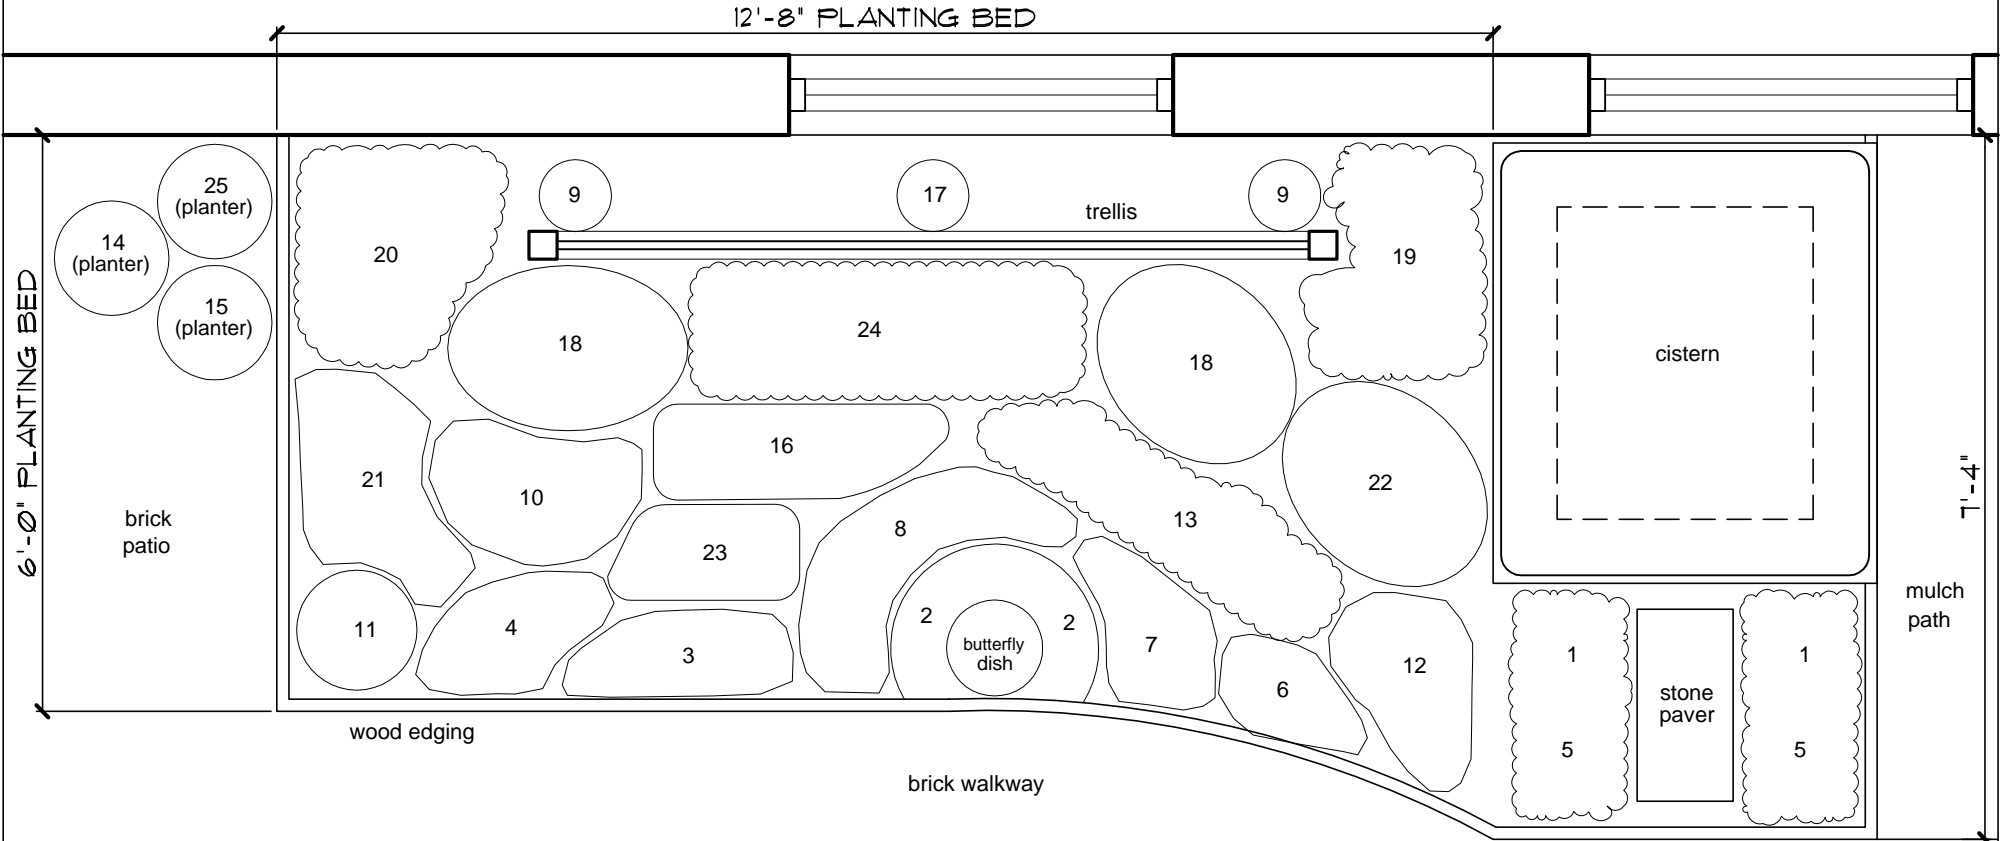 12'-8" PLANTING BED
25
(planter)
14
(planter)
15
(planter)
6'-0" PLANTING BED
brick
patio
20
9
17
9
trellis
19
18
24
18
cistern
16
21
10
22
8
13
23
7'-4"
mulch
path
11
4
3
2
2
butterfly
dish
7
6
12
1
1
stone
paver
5
5
wood edging
brick walkway